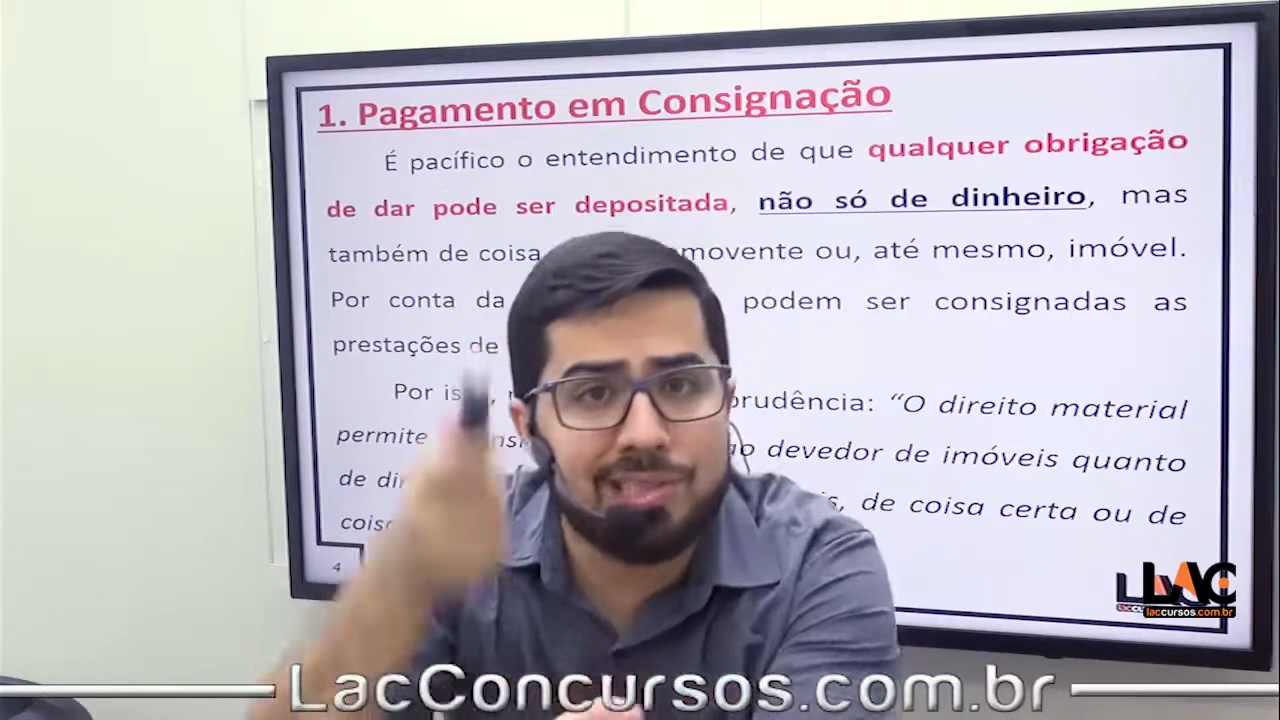 1. Pagamento em Consignação
É pacífico o entendimento de que qualquer obrigação
de dar pode ser depositada, não só de dinheiro, mas
também de coisa movente ou, até mesmo, imóvel.
Por conta da podem ser consignadas as
prestações de
Por is prudência: “O direito material
permite ao devedor de imóveis quanto
de din , de coisa certa ou de
coisa
4
LAC
laccursos.com.br
LacConcursos.com.br